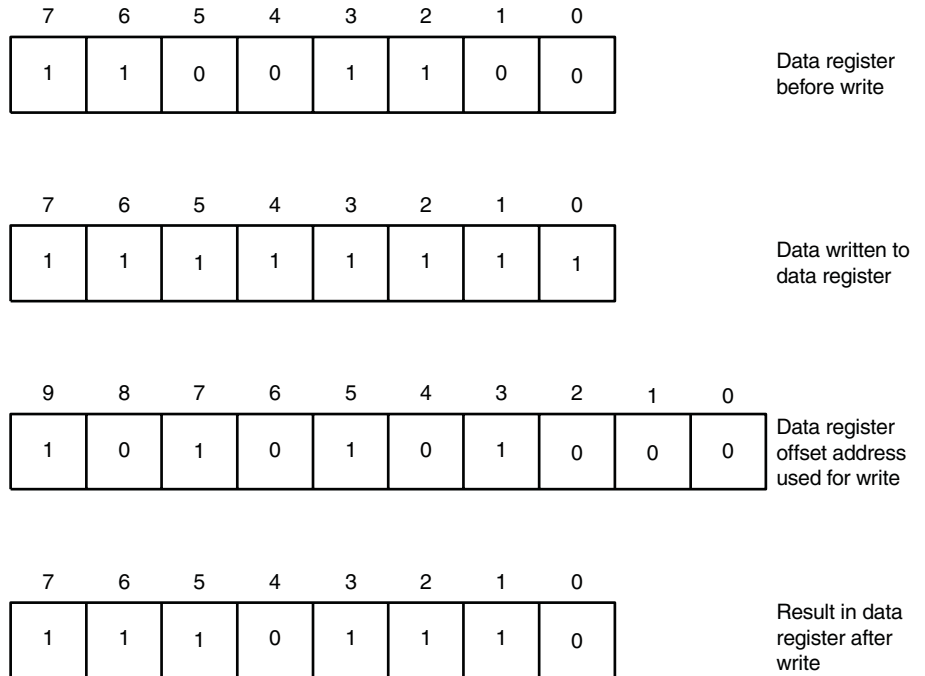 7 6 5 4 3 2 1 0
1 1 0 0 1 1 0 0
Data register
before write
7 6 5 4 3 2 1 0
1 1 1 1 1 1 1 1
Data written to
data register
9 8 7 6 5 4 3 2 1 0
1 0 1 0 1 0 1 0 0 0
Data register
offset address
used for write
7 6 5 4 3 2 1 0
1 1 1 0 1 1 1 0
Result in data
register after
write